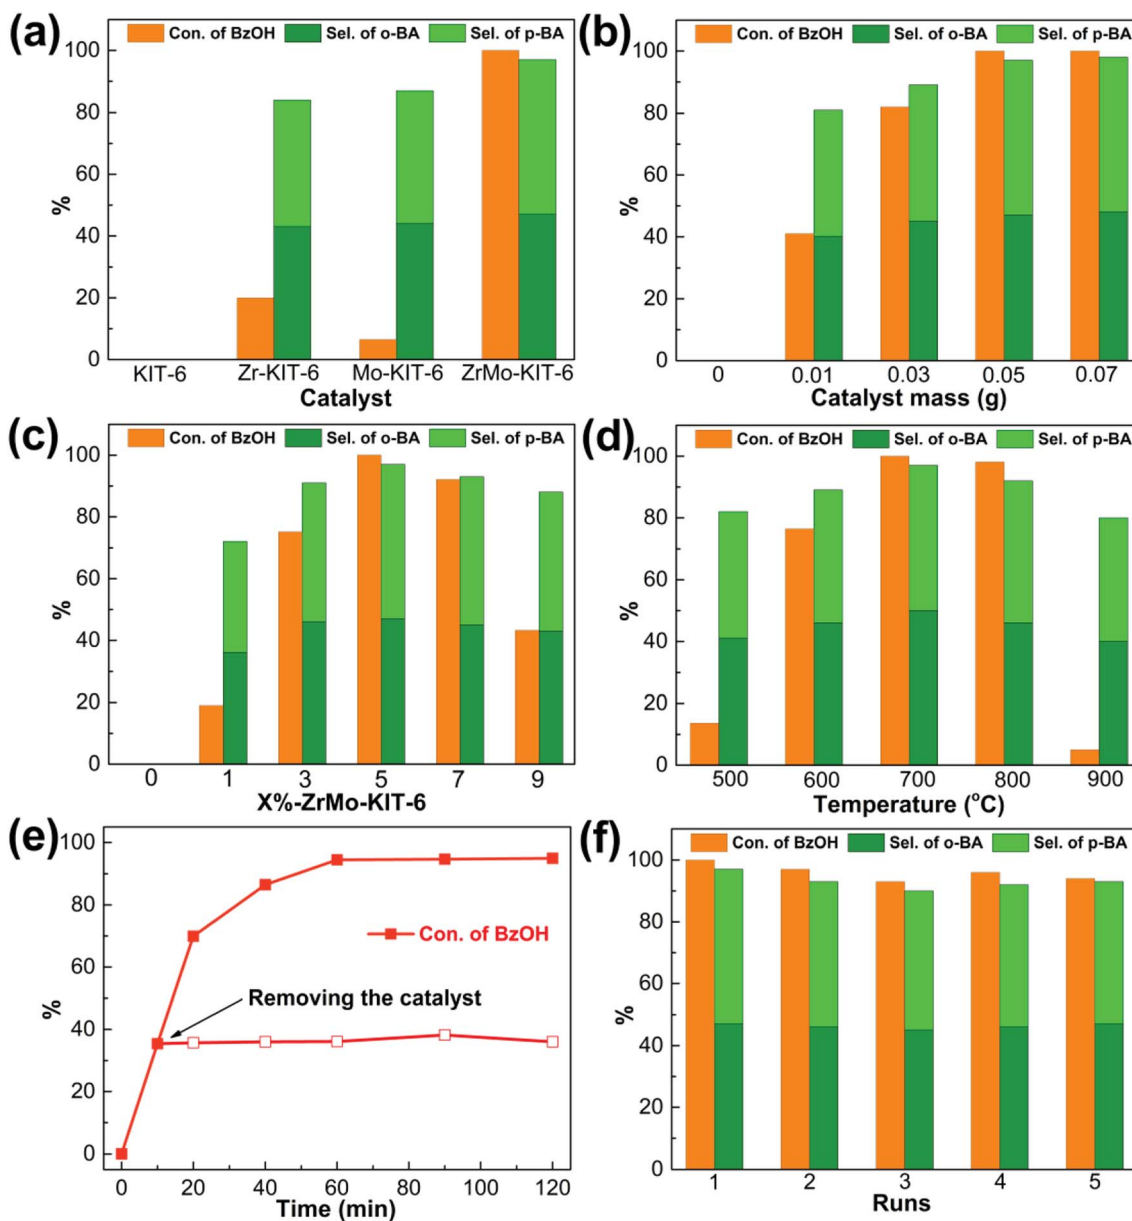 (a)
Con. of BzOH Sel. of o-BA Sel. of p-BA
100
80
60
40
20
0
%
KIT-6 Zr-KIT-6 Mo-KIT-6 ZrMo-KIT-6
Catalyst
(b)
Con. of BzOH Sel. of o-BA Sel. of p-BA
100
80
60
40
20
0
%
0 0.01 0.03 0.05 0.07
Catalyst mass (g)
(c)
Con. of BzOH Sel. of o-BA Sel. of p-BA
100
80
60
40
20
0
%
0 1 3 5 7 9
X%-ZrMo-KIT-6
(d)
Con. of BzOH Sel. of o-BA Sel. of p-BA
100
80
60
40
20
0
%
500 600 700 800 900
Temperature (°C)
(e)
100
80
60
40
20
0
%
Con. of BzOH
Removing the catalyst
0 20 40 60 80 100 120
Time (min)
(f)
Con. of BzOH Sel. of o-BA Sel. of p-BA
100
80
60
40
20
0
%
1 2 3 4 5
Runs